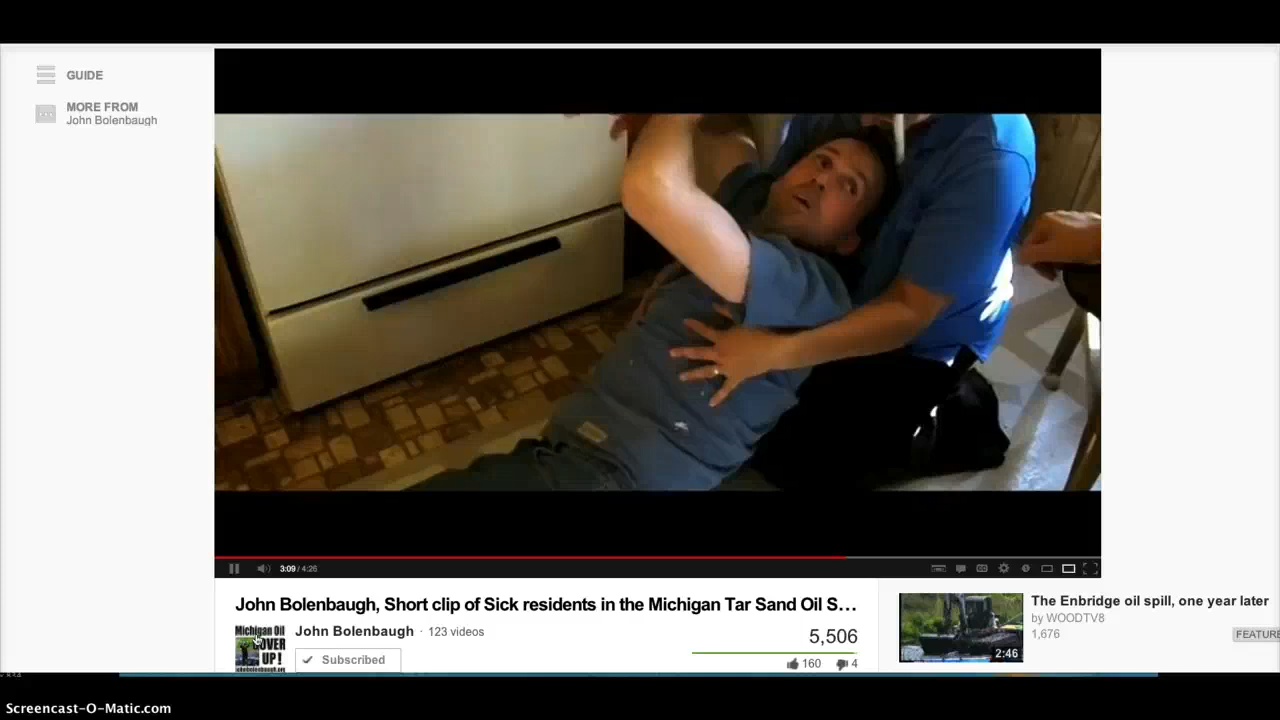 GUIDE
MORE FROM
John Bolenbaugh
3:09 / 4:26
John Bolenbaugh, Short clip of Sick residents in the Michigan Tar Sand Oil S...
Michigan Oil
COVER
UP!
John Bolenbaugh · 123 videos
Subscribed
5,506
160 4
2:46
The Enbridge oil spill, one year later
by WOODTV8
1,676
FEATURE
Screencast-O-Matic.com